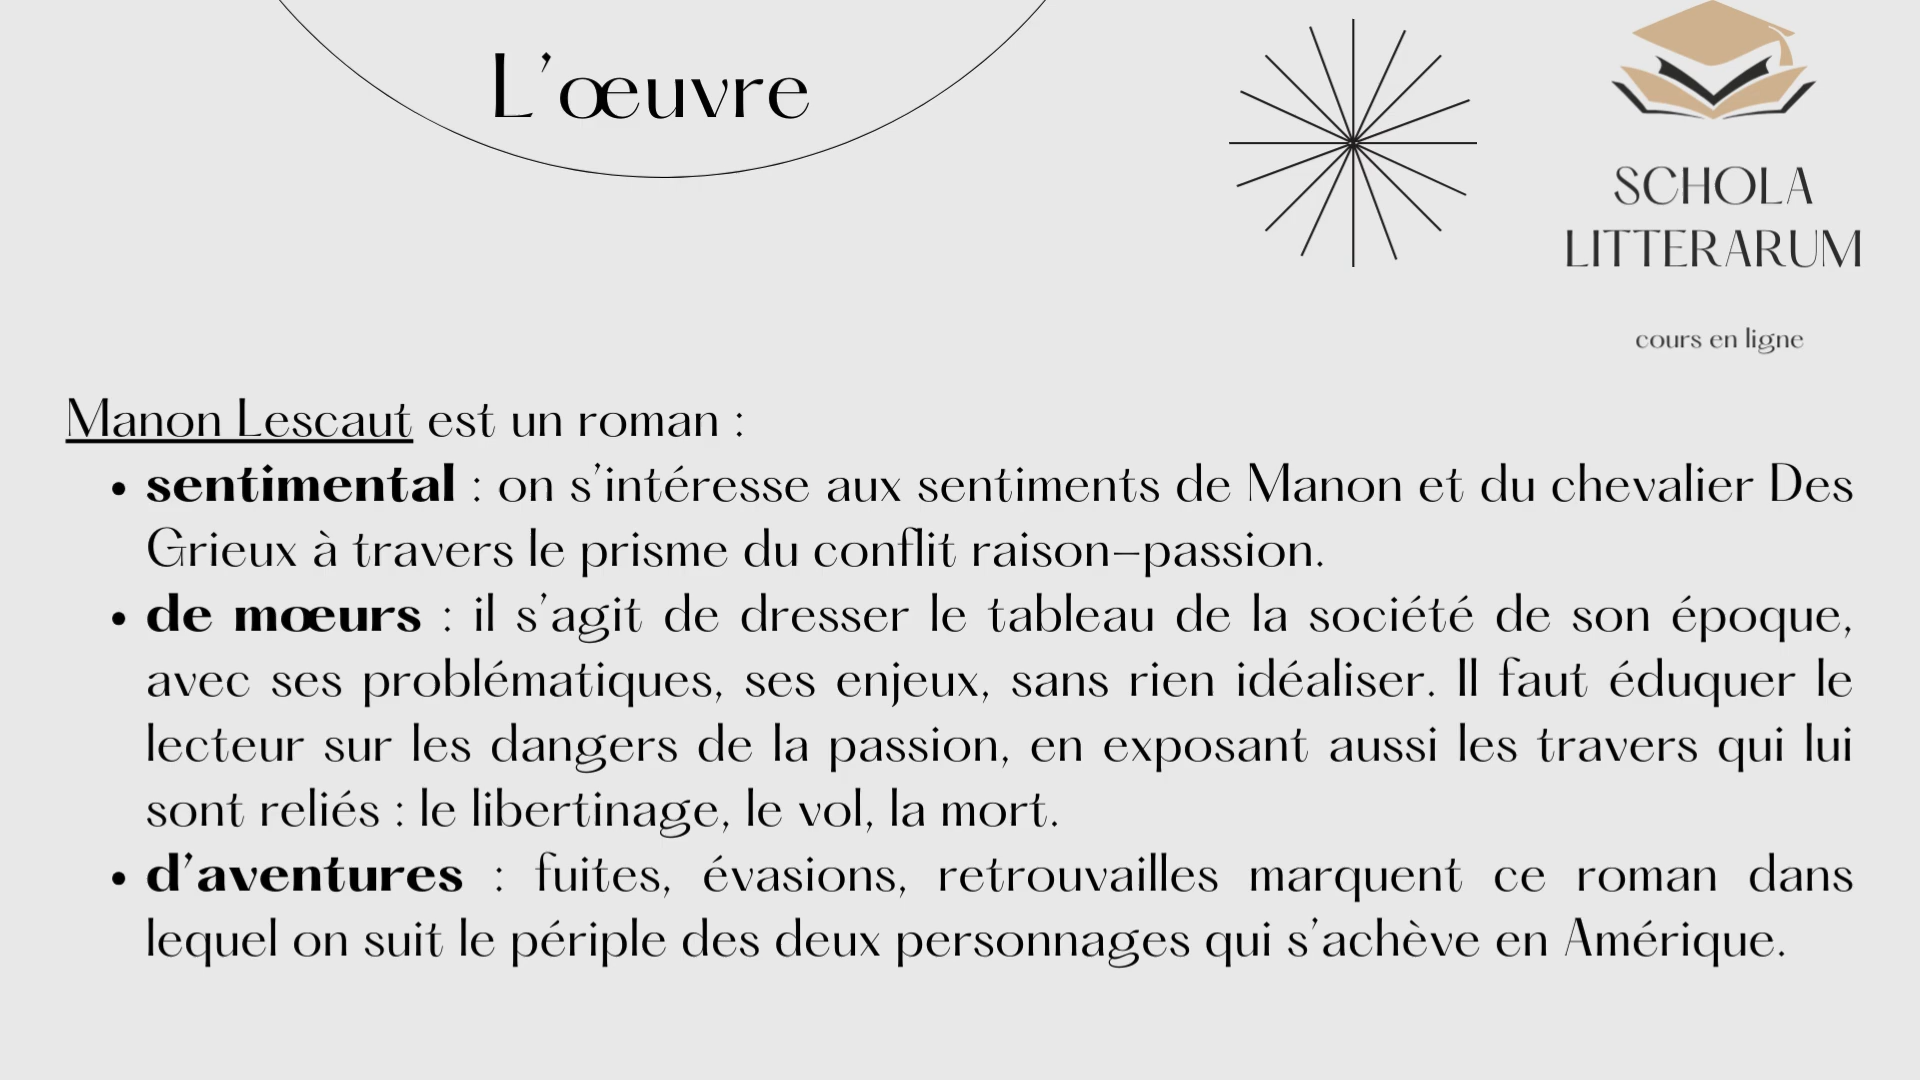 L’œuvre
SCHOLA
LITTERARUM
cours en ligne
Manon Lescaut est un roman :
• sentimental : on s’intéresse aux sentiments de Manon et du chevalier Des
Grieux à travers le prisme du conflit raison–passion.
• de mœurs : il s’agit de dresser le tableau de la société de son époque,
avec ses problématiques, ses enjeux, sans rien idéaliser. Il faut éduquer le
lecteur sur les dangers de la passion, en exposant aussi les travers qui lui
sont reliés : le libertinage, le vol, la mort.
• d’aventures : fuites, évasions, retrouvailles marquent ce roman dans
lequel on suit le périple des deux personnages qui s’achève en Amérique.